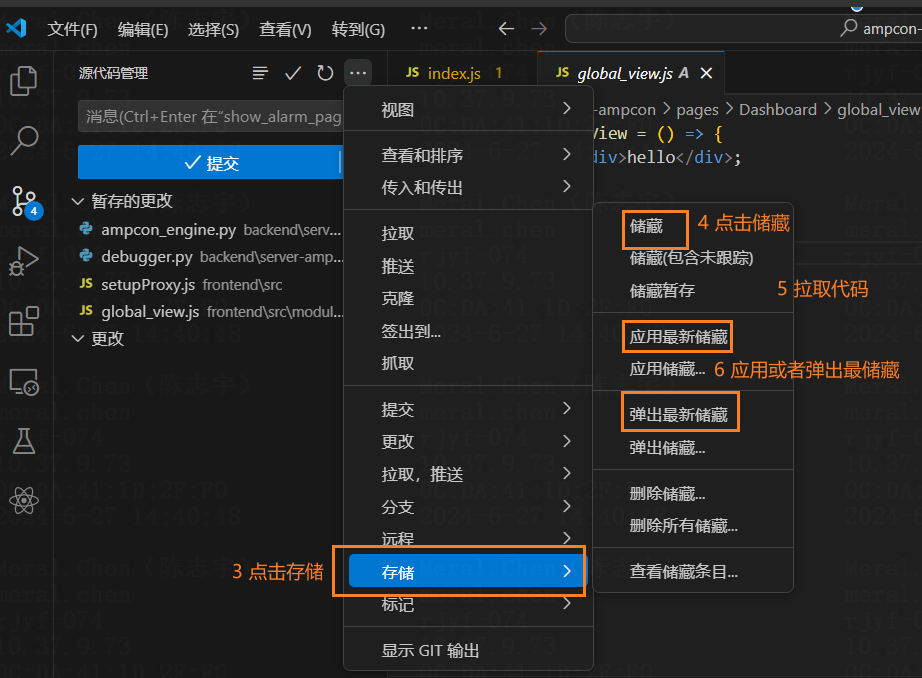 文件(F) 编辑(E) 选择(S) 查看(V) 转到(G) ··· ampcon-
源代码管理
JS index.js 1
JS global_view.js A
消息(Ctrl+Enter 在"show_alarm_pag
提交
暂存的更改
ampcon_engine.py backend\serv...
debugger.py backend\server-amp...
JS setupProxy.js frontend\src
JS global_view.js frontend\src\modul...
更改
4
-ampcon > pages > Dashboard > global_view
View = () => {
div>hello</div>;
视图
查看和排序
传入和传出
拉取
推送
克隆
签出到...
抓取
提交
更改
拉取，推送
分支
远程
3 点击存储
存储
标记
显示 GIT 输出
储藏
4 点击储藏
储藏(包含未跟踪)
储藏暂存
5 拉取代码
应用最新储藏
应用储藏...
6 应用或者弹出最储藏
弹出最新储藏
弹出储藏...
删除储藏...
删除所有储藏...
查看储藏条目...